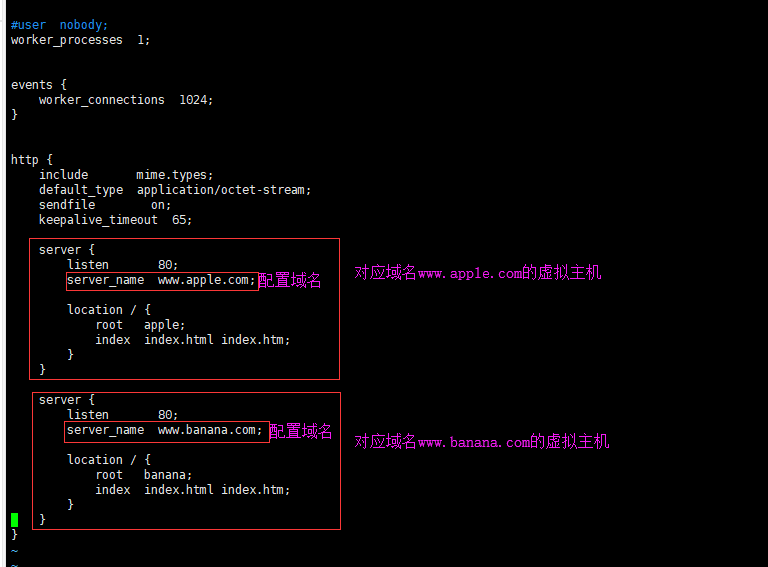 #user  nobody;
worker_processes  1;
events {
    worker_connections  1024;
}
http {
    include       mime.types;
    default_type  application/octet-stream;
    sendfile        on;
    keepalive_timeout  65;
    server {
        listen       80;
        server_name  www.apple.com; 配置域名 对应域名www.apple.com的虚拟主机
        location / {
            root   apple;
            index  index.html index.htm;
        }
    }
    server {
        listen       80;
        server_name  www.banana.com; 配置域名 对应域名www.banana.com的虚拟主机
        location / {
            root   banana;
            index  index.html index.htm;
        }
    }
}
~
~